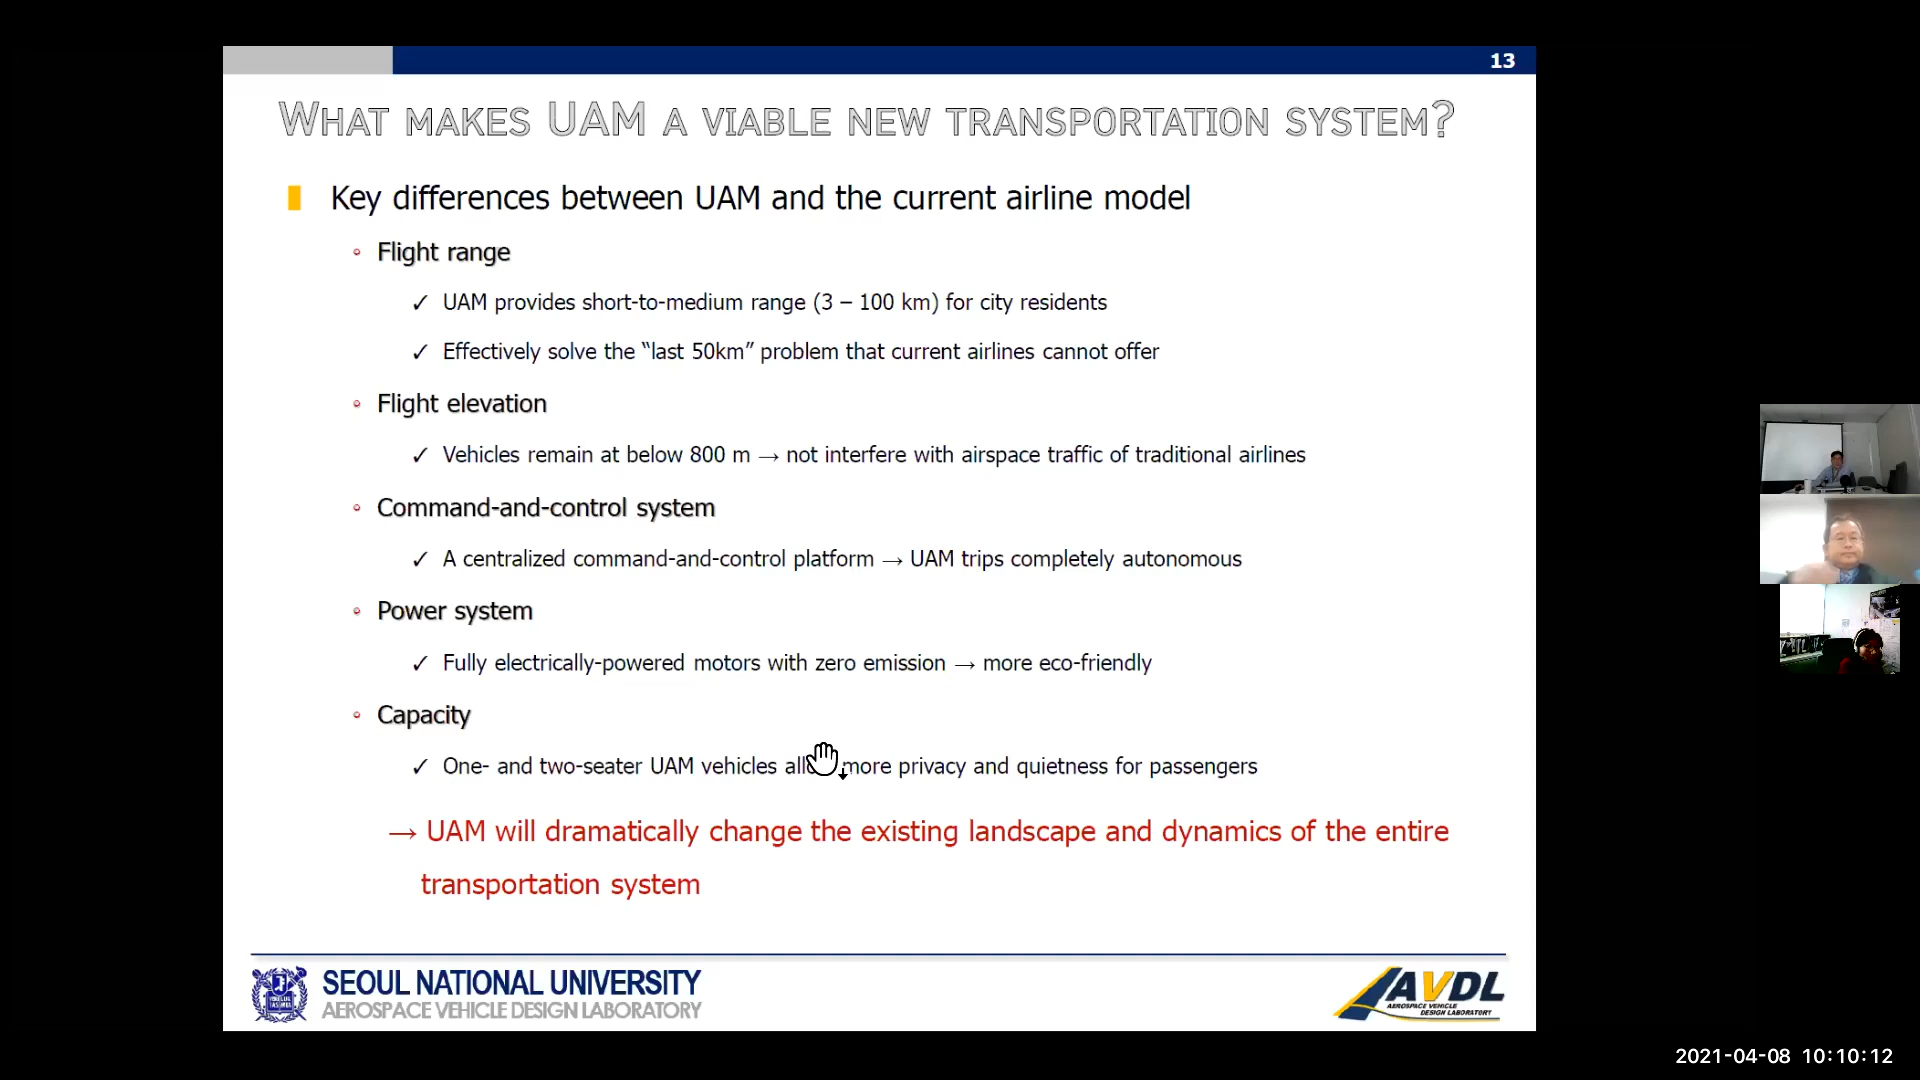 13
What makes UAM a viable new transportation system?
Key differences between UAM and the current airline model
Flight range
✓ UAM provides short-to-medium range (3 – 100 km) for city residents
✓ Effectively solve the “last 50km” problem that current airlines cannot offer
Flight elevation
✓ Vehicles remain at below 800 m → not interfere with airspace traffic of traditional airlines
Command-and-control system
✓ A centralized command-and-control platform → UAM trips completely autonomous
Power system
✓ Fully electrically-powered motors with zero emission → more eco-friendly
Capacity
✓ One- and two-seater UAM vehicles more privacy and quietness for passengers
→ UAM will dramatically change the existing landscape and dynamics of the entire
transportation system
SEOUL NATIONAL UNIVERSITY
AEROSPACE VEHICLE DESIGN LABORATORY
AVDL
AEROSPACE VEHICLE
DESIGN LABORATORY
2021-04-08 10:10:12